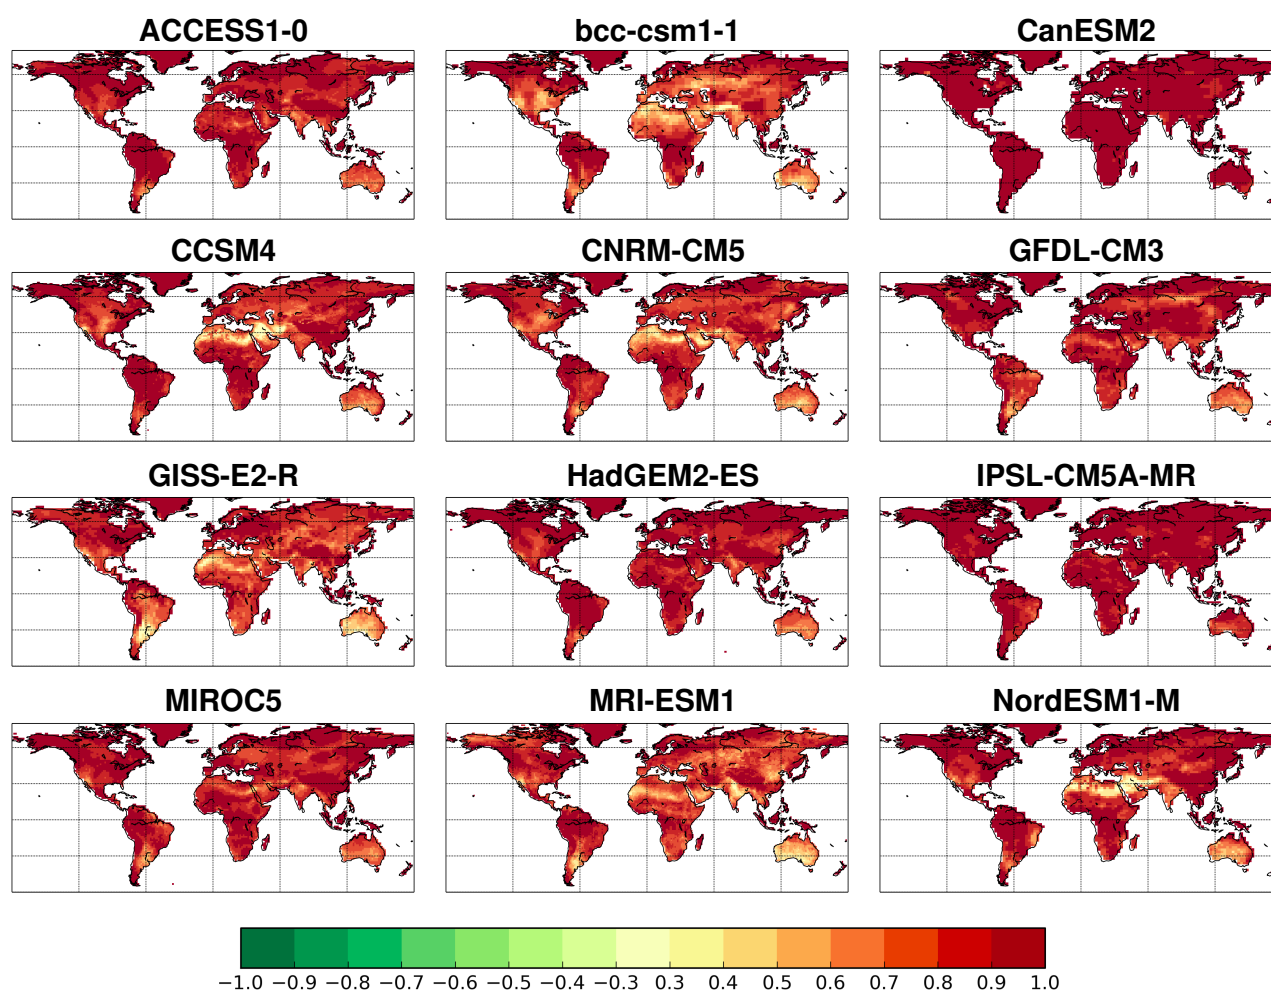 ACCESS1-0 bcc-csm1-1 CanESM2
CCSM4 CNRM-CM5 GFDL-CM3
GISS-E2-R HadGEM2-ES IPSL-CM5A-MR
MIROC5 MRI-ESM1 NordESM1-M
−1.0 −0.9 −0.8 −0.7 −0.6 −0.5 −0.4 −0.3 0.3 0.4 0.5 0.6 0.7 0.8 0.9 1.0